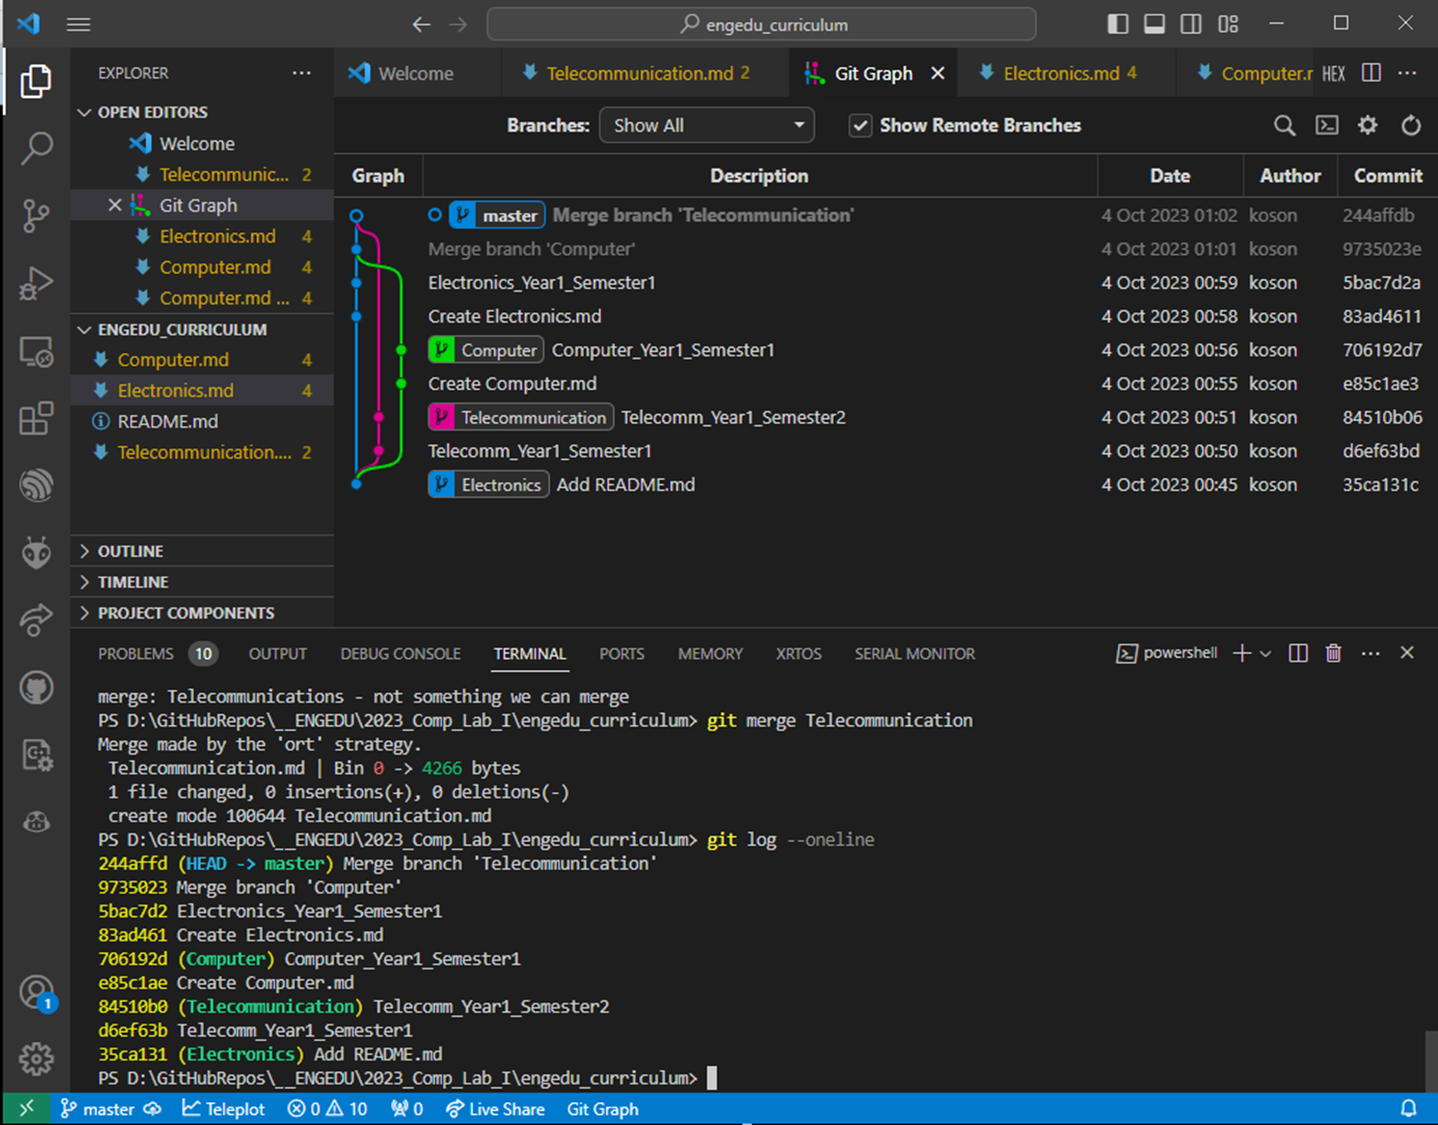 engedu_curriculum
EXPLORER
Welcome
Telecommunication.md 2
Git Graph
Electronics.md 4
Computer.r
HEX
OPEN EDITORS
Welcome
Telecommunic... 2
Git Graph
Electronics.md 4
Computer.md 4
Computer.md ... 4
ENGEDU_CURRICULUM
Computer.md 4
Electronics.md 4
README.md
Telecommunication.... 2
OUTLINE
TIMELINE
PROJECT COMPONENTS
Branches: Show All Show Remote Branches
Graph Description Date Author Commit
master Merge branch 'Telecommunication' 4 Oct 2023 01:02 koson 244affdb
Merge branch 'Computer' 4 Oct 2023 01:01 koson 9735023e
Electronics_Year1_Semester1 4 Oct 2023 00:59 koson 5bac7d2a
Create Electronics.md 4 Oct 2023 00:58 koson 83ad4611
Computer Computer_Year1_Semester1 4 Oct 2023 00:56 koson 706192d7
Create Computer.md 4 Oct 2023 00:55 koson e85c1ae3
Telecommunication Telecomm_Year1_Semester2 4 Oct 2023 00:51 koson 84510b06
Telecomm_Year1_Semester1 4 Oct 2023 00:50 koson d6ef63bd
Electronics Add README.md 4 Oct 2023 00:45 koson 35ca131c
PROBLEMS 10 OUTPUT DEBUG CONSOLE TERMINAL PORTS MEMORY XRTOS SERIAL MONITOR powershell
merge: Telecommunications - not something we can merge
PS D:\GitHubRepos\__ENGEDU\2023_Comp_Lab_I\engedu_curriculum> git merge Telecommunication
Merge made by the 'ort' strategy.
Telecommunication.md | Bin 0 -> 4266 bytes
1 file changed, 0 insertions(+), 0 deletions(-)
create mode 100644 Telecommunication.md
PS D:\GitHubRepos\__ENGEDU\2023_Comp_Lab_I\engedu_curriculum> git log --oneline
244affd (HEAD -> master) Merge branch 'Telecommunication'
9735023 Merge branch 'Computer'
5bac7d2 Electronics_Year1_Semester1
83ad461 Create Electronics.md
706192d (Computer) Computer_Year1_Semester1
e85c1ae Create Computer.md
84510b0 (Telecommunication) Telecomm_Year1_Semester2
d6ef63b Telecomm_Year1_Semester1
35ca131 (Electronics) Add README.md
PS D:\GitHubRepos\__ENGEDU\2023_Comp_Lab_I\engedu_curriculum>
1
master Teleplot 0 10 0 Live Share Git Graph